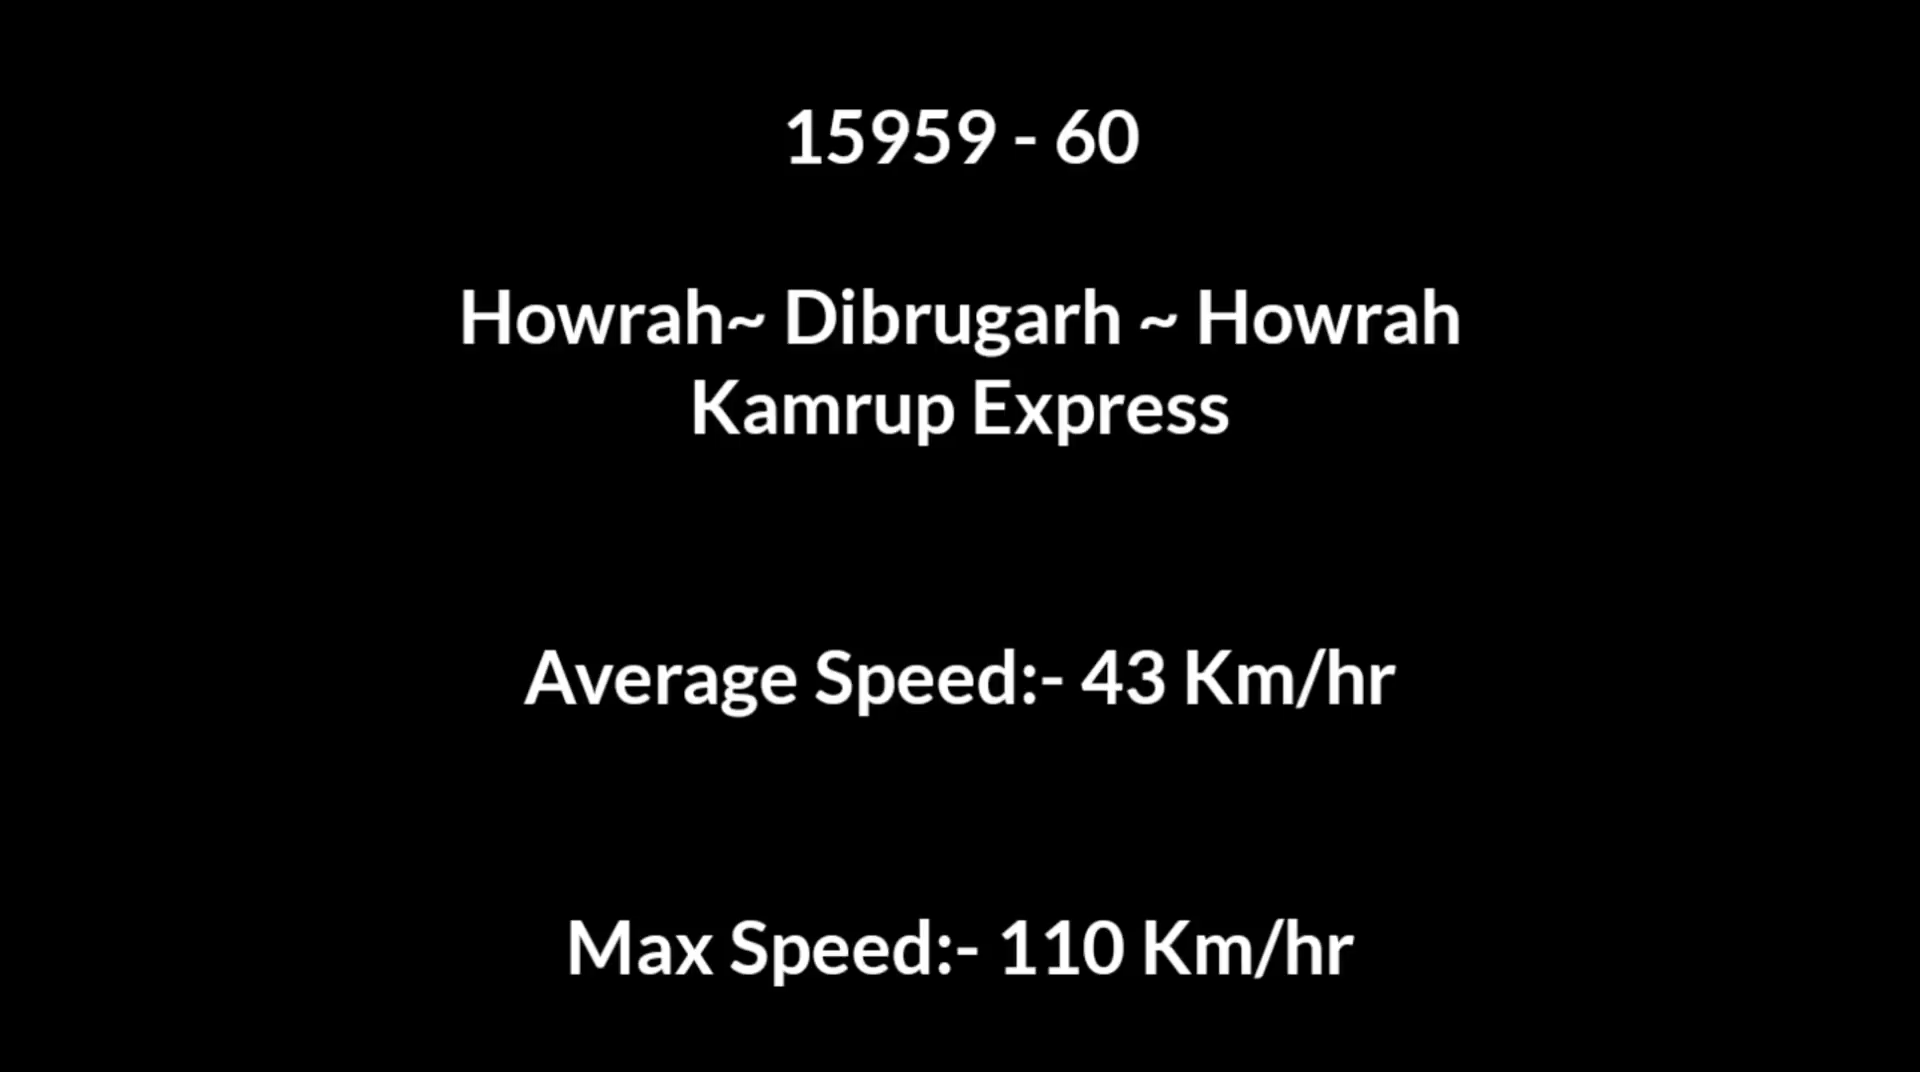 15959 - 60
Howrah~ Dibrugarh ~ Howrah
Kamrup Express
Average Speed:- 43 Km/hr
Max Speed:- 110 Km/hr